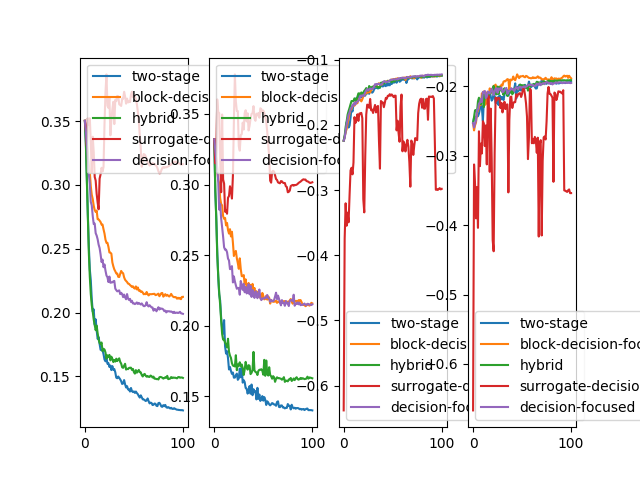 two-stage
block-decis
hybrid
surrogate-d
decision-foc
0.35
0.30
0.25
0.20
0.15
0
100
two-stage
block-decis
hybrid
surrogate-d
decision-fo
0.35
0.30
0.25
0.20
0.15
0
100
−0.1
−0.2
−0.3
−0.4
−0.5
−0.6
two-stage
block-decis
hybrid
surrogate-d
decision-foc
0
100
−0.2
−0.3
−0.4
−0.5
−0.6
two-stage
block-decision-foc
hybrid
surrogate-decisio
decision-focused
0
100